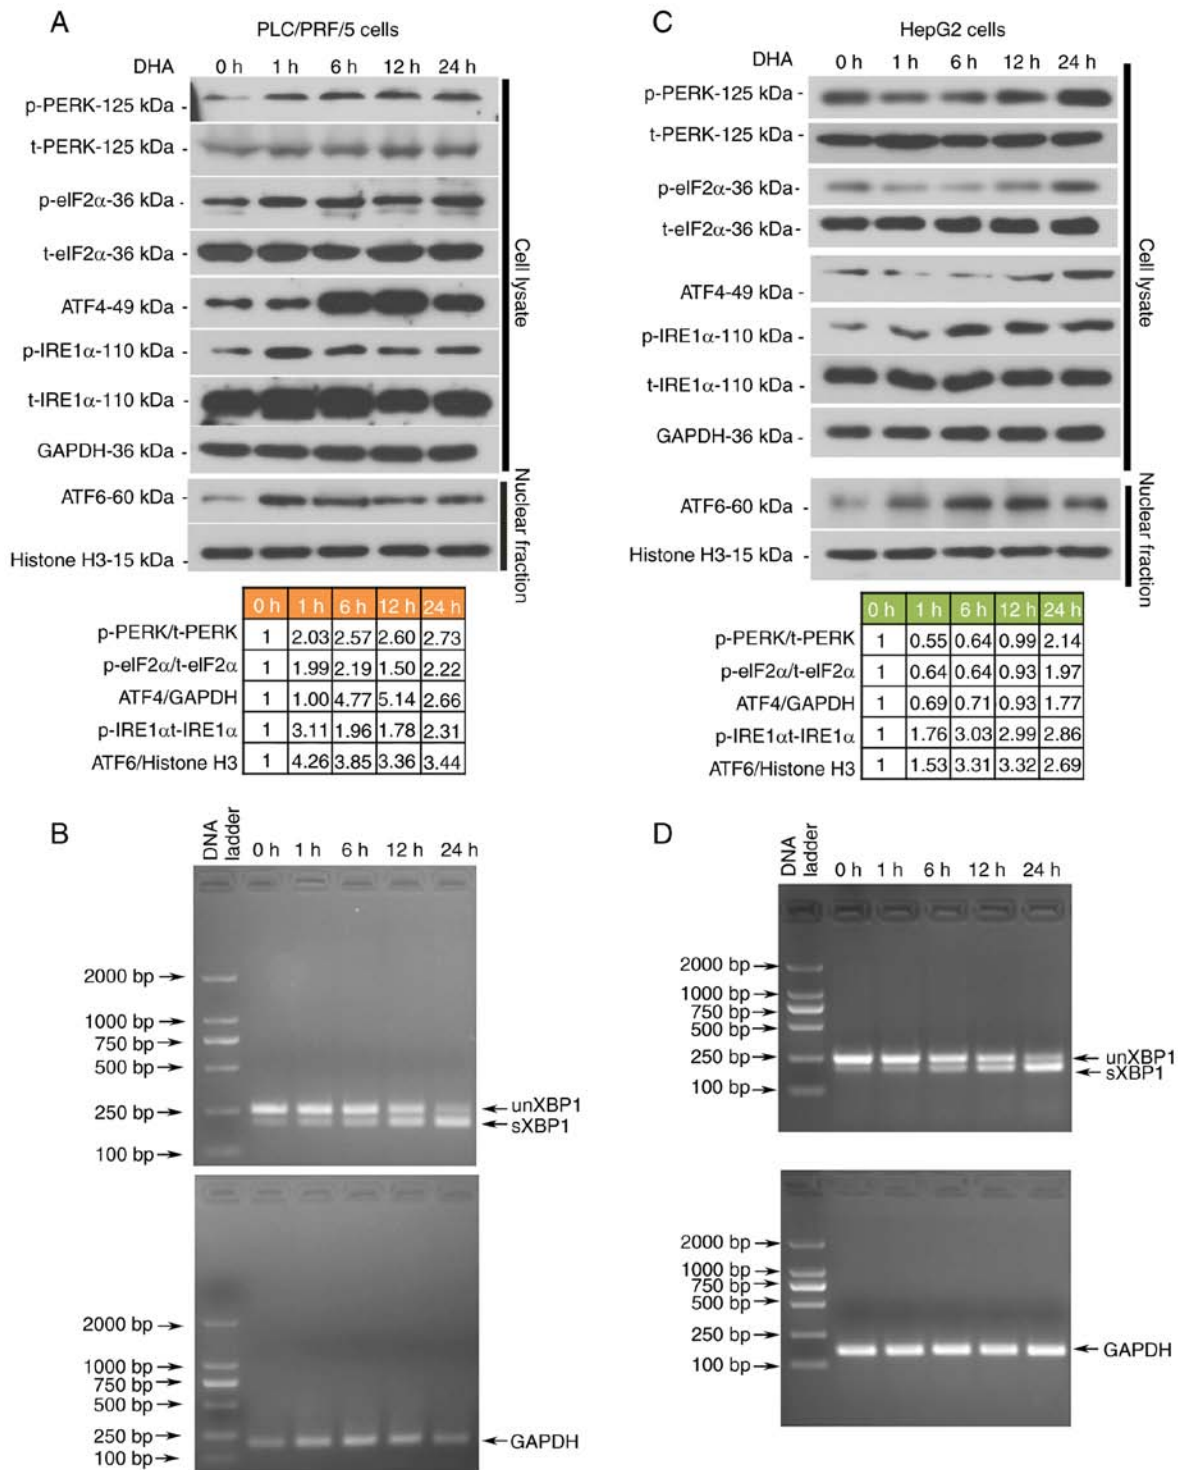 A
PLC/PRF/5 cells
DHA 0 h 1 h 6 h 12 h 24 h
p-PERK-125 kDa -
t-PERK-125 kDa -
p-eIF2α-36 kDa -
t-eIF2α-36 kDa -
ATF4-49 kDa -
p-IRE1α-110 kDa -
t-IRE1α-110 kDa -
GAPDH-36 kDa -
Cell lysate
ATF6-60 kDa -
Histone H3-15 kDa -
Nuclear fraction
0 h 1 h 6 h 12 h 24 h
p-PERK/t-PERK 1 2.03 2.57 2.60 2.73
p-eIF2α/t-eIF2α 1 1.99 2.19 1.50 2.22
ATF4/GAPDH 1 1.00 4.77 5.14 2.66
p-IRE1αt-IRE1α 1 3.11 1.96 1.78 2.31
ATF6/Histone H3 1 4.26 3.85 3.36 3.44
C
HepG2 cells
DHA 0 h 1 h 6 h 12 h 24 h
p-PERK-125 kDa -
t-PERK-125 kDa -
p-eIF2α-36 kDa-
t-eIF2α-36 kDa-
ATF4-49 kDa -
p-IRE1α-110 kDa -
t-IRE1α-110 kDa -
GAPDH-36 kDa -
Cell lysate
ATF6-60 kDa -
Histone H3-15 kDa -
Nuclear fraction
0 h 1 h 6 h 12 h 24 h
p-PERK/t-PERK 1 0.55 0.64 0.99 2.14
p-eIF2α/t-eIF2α 1 0.64 0.64 0.93 1.97
ATF4/GAPDH 1 0.69 0.71 0.93 1.77
p-IRE1αt-IRE1α 1 1.76 3.03 2.99 2.86
ATF6/Histone H3 1 1.53 3.31 3.32 2.69
B
DNA
ladder
0 h 1 h 6 h 12 h 24 h
2000 bp
1000 bp
750 bp
500 bp
250 bp
100 bp
unXBP1
sXBP1
2000 bp
1000 bp
750 bp
500 bp
250 bp
100 bp
GAPDH
D
DNA
ladder
0 h 1 h 6 h 12 h 24 h
2000 bp
1000 bp
750 bp
500 bp
250 bp
100 bp
unXBP1
sXBP1
2000 bp
1000 bp
750 bp
500 bp
250 bp
100 bp
GAPDH